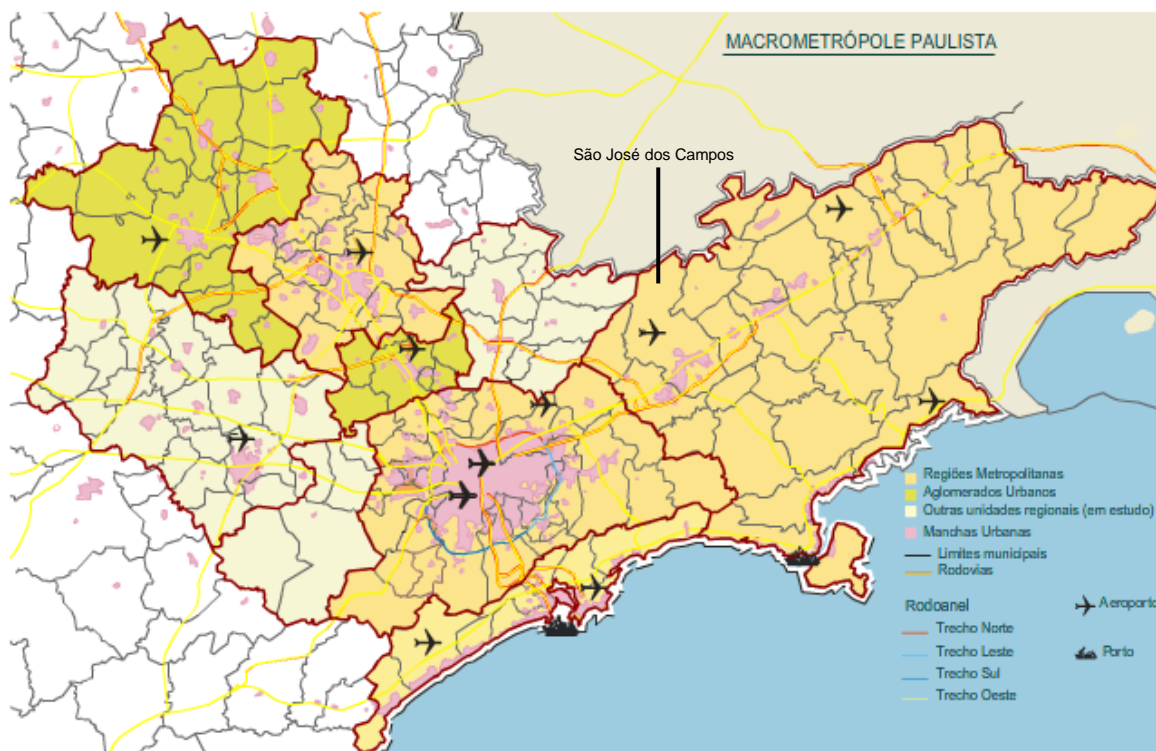 MACROMETRÓPOLE PAULISTA
São José dos Campos
Regiões Metropolitanas
Aglomerados Urbanos
Outras unidades regionais (em estudo)
Manchas Urbanas
Limites municipais
Rodovias
Rodoanel
Trecho Norte
Trecho Leste
Trecho Sul
Trecho Oeste
Aeroporto
Porto